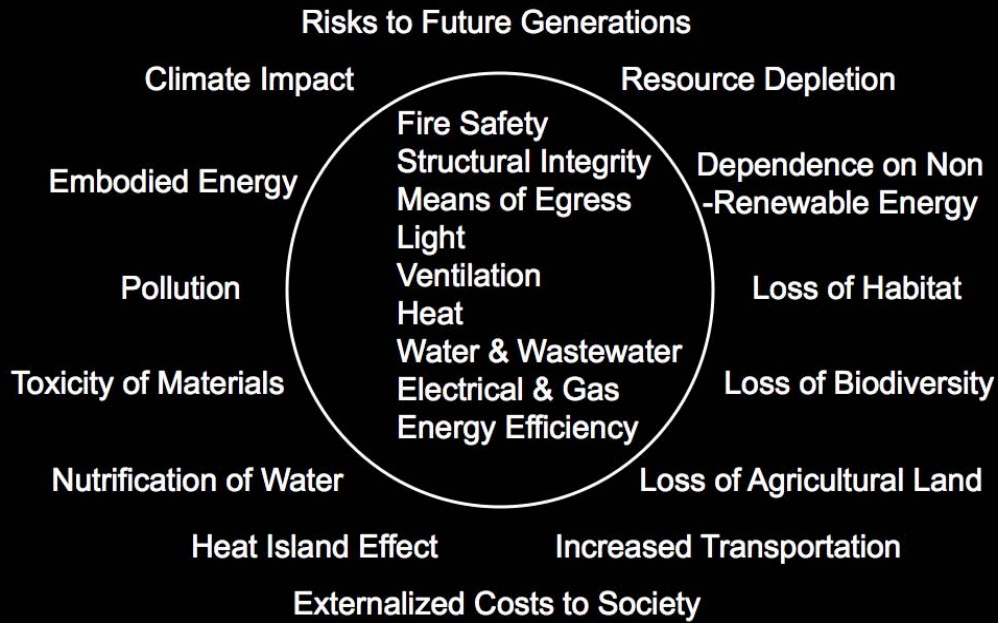 Risks to Future Generations
Climate Impact
Resource Depletion
Fire Safety
Structural Integrity
Means of Egress
Light
Ventilation
Heat
Water & Wastewater
Electrical & Gas
Energy Efficiency
Embodied Energy
Dependence on Non
-Renewable Energy
Pollution
Loss of Habitat
Toxicity of Materials
Loss of Biodiversity
Nutrification of Water
Loss of Agricultural Land
Heat Island Effect
Increased Transportation
Externalized Costs to Society